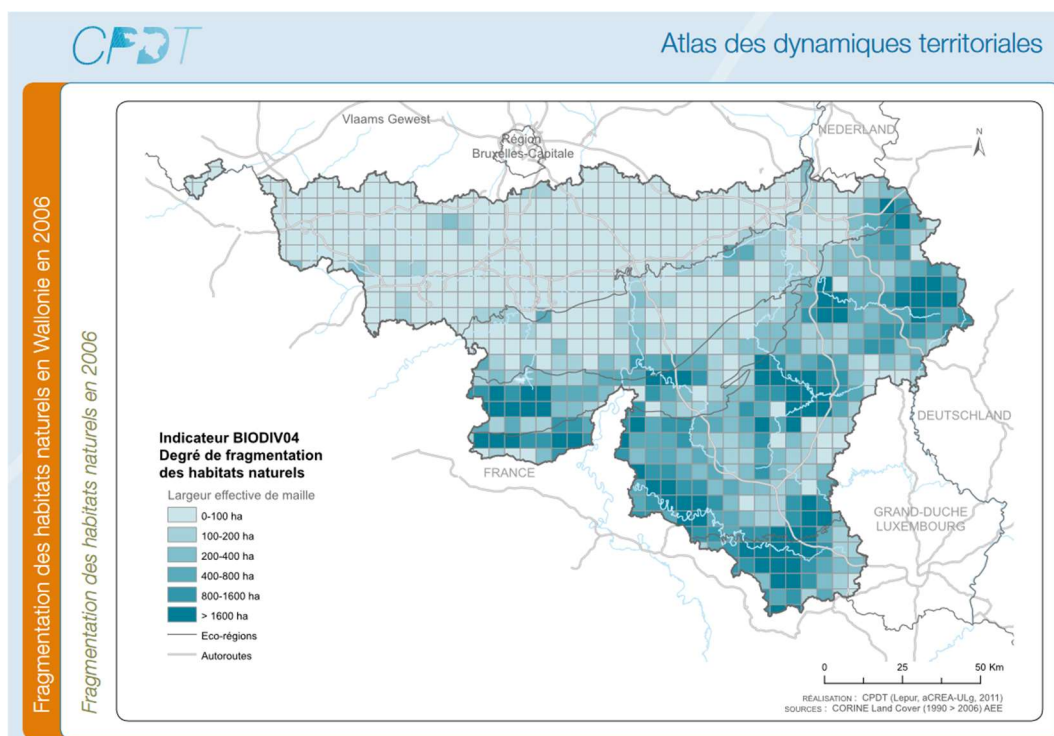 CPDT
Atlas des dynamiques territoriales
Fragmentation des habitats naturels en Wallonie en 2006
Fragmentation des habitats naturels en 2006
Vlaams Gewest
Région
Bruxelles-Capitale
NEDERLAND
N
DEUTSCHLAND
FRANCE
GRAND-DUCHE
LUXEMBOURG
Indicateur BIODIV04
Degré de fragmentation
des habitats naturels
Largeur effective de maille
0-100 ha
100-200 ha
200-400 ha
400-800 ha
800-1600 ha
> 1600 ha
Eco-régions
Autoroutes
0 25 50 Km
RÉALISATION : CPDT (Lepur, aCREA-ULg, 2011)
SOURCES : CORINE Land Cover (1990 > 2006) AEE